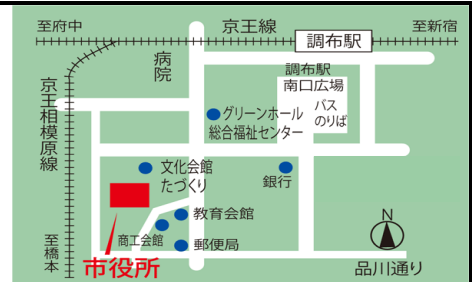 至府中
京王線
調布駅
至新宿
病院
調布駅
南口広場
バス
のりば
グリーンホール
総合福祉センター
京王相模原線
文化会館
たづくり
銀行
教育会館
商工会館
郵便局
至橋本
市役所
N
品川通り